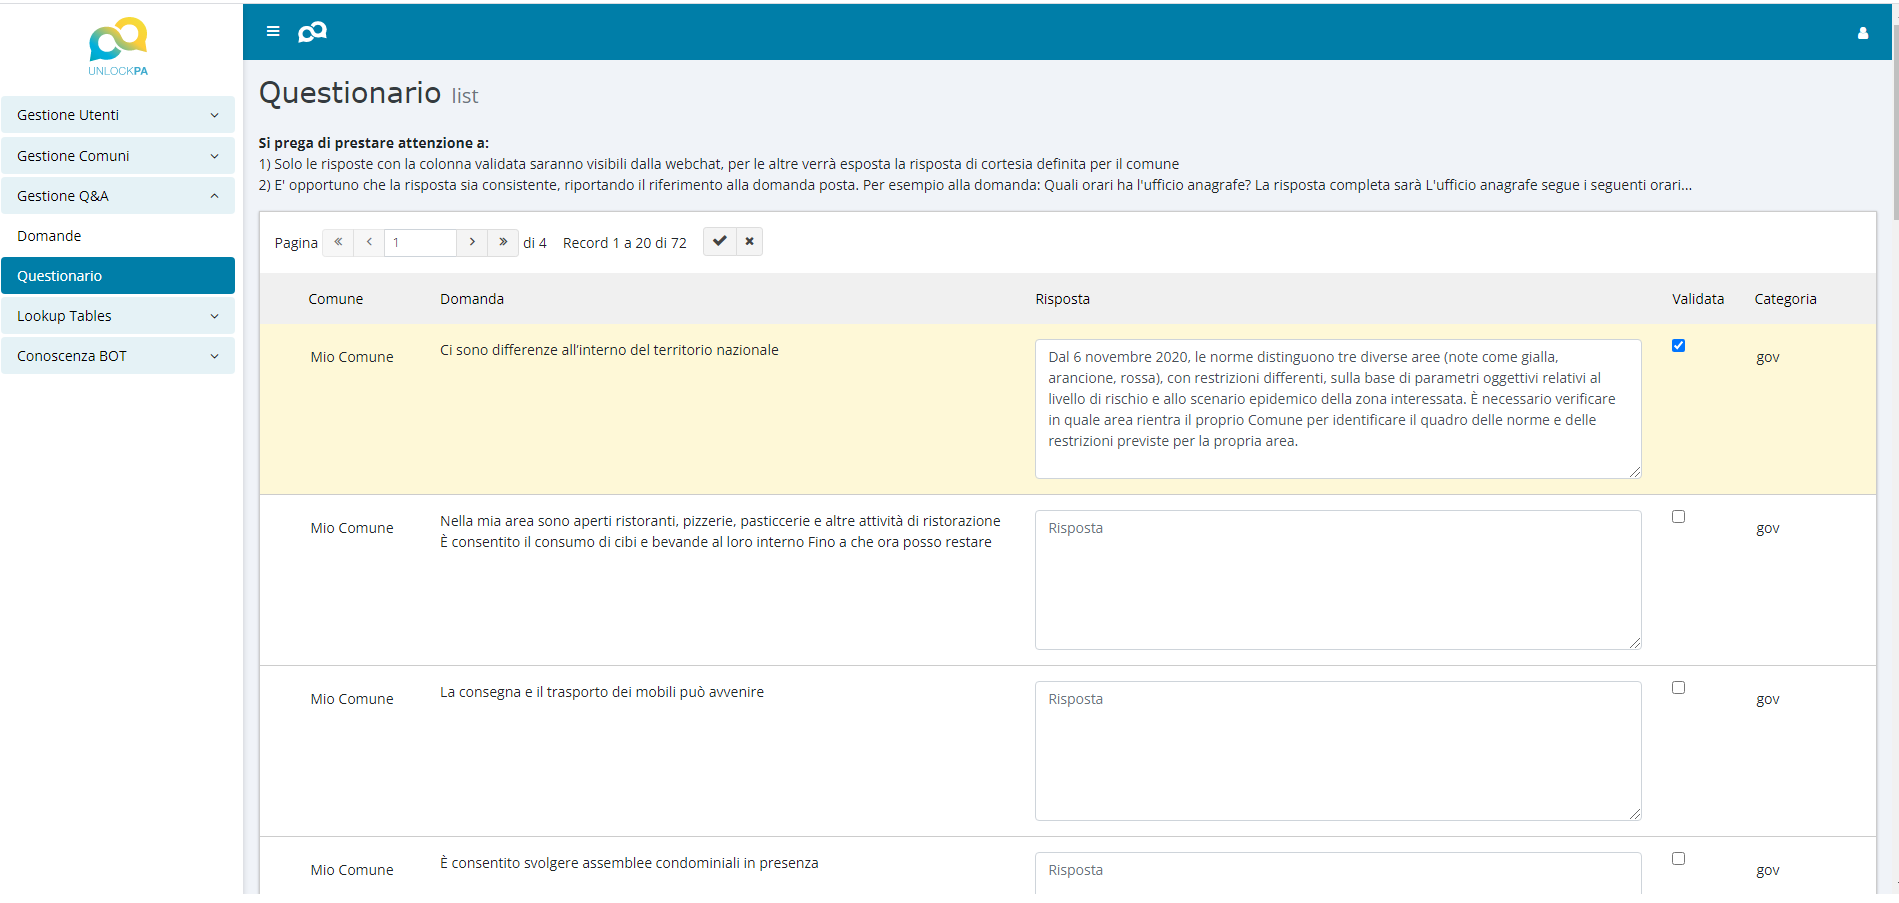 UNLOCKPA
Gestione Utenti
Gestione Comuni
Gestione Q&A
Domande
Questionario
Lookup Tables
Conoscenza BOT
Questionario list
Si prega di prestare attenzione a:
1) Solo le risposte con la colonna validata saranno visibili dalla webchat, per le altre verrà esposta la risposta di cortesia definita per il comune
2) E' opportuno che la risposta sia consistente, riportando il riferimento alla domanda posta. Per esempio alla domanda: Quali orari ha l'ufficio anagrafe? La risposta completa sarà L'ufficio anagrafe segue i seguenti orari...
Pagina « ‹ 1 › » di 4 Record 1 a 20 di 72
Comune Domanda Risposta Validata Categoria
Mio Comune
Ci sono differenze all'interno del territorio nazionale
Dal 6 novembre 2020, le norme distinguono tre diverse aree (note come gialla,
arancione, rossa), con restrizioni differenti, sulla base di parametri oggettivi relativi al
livello di rischio e allo scenario epidemico della zona interessata. È necessario verificare
in quale area rientra il proprio Comune per identificare il quadro delle norme e delle
restrizioni previste per la propria area.
gov
Mio Comune
Nella mia area sono aperti ristoranti, pizzerie, pasticcerie e altre attività di ristorazione
È consentito il consumo di cibi e bevande al loro interno Fino a che ora posso restare
Risposta
gov
Mio Comune
La consegna e il trasporto dei mobili può avvenire
Risposta
gov
Mio Comune
È consentito svolgere assemblee condominiali in presenza
Risposta
gov